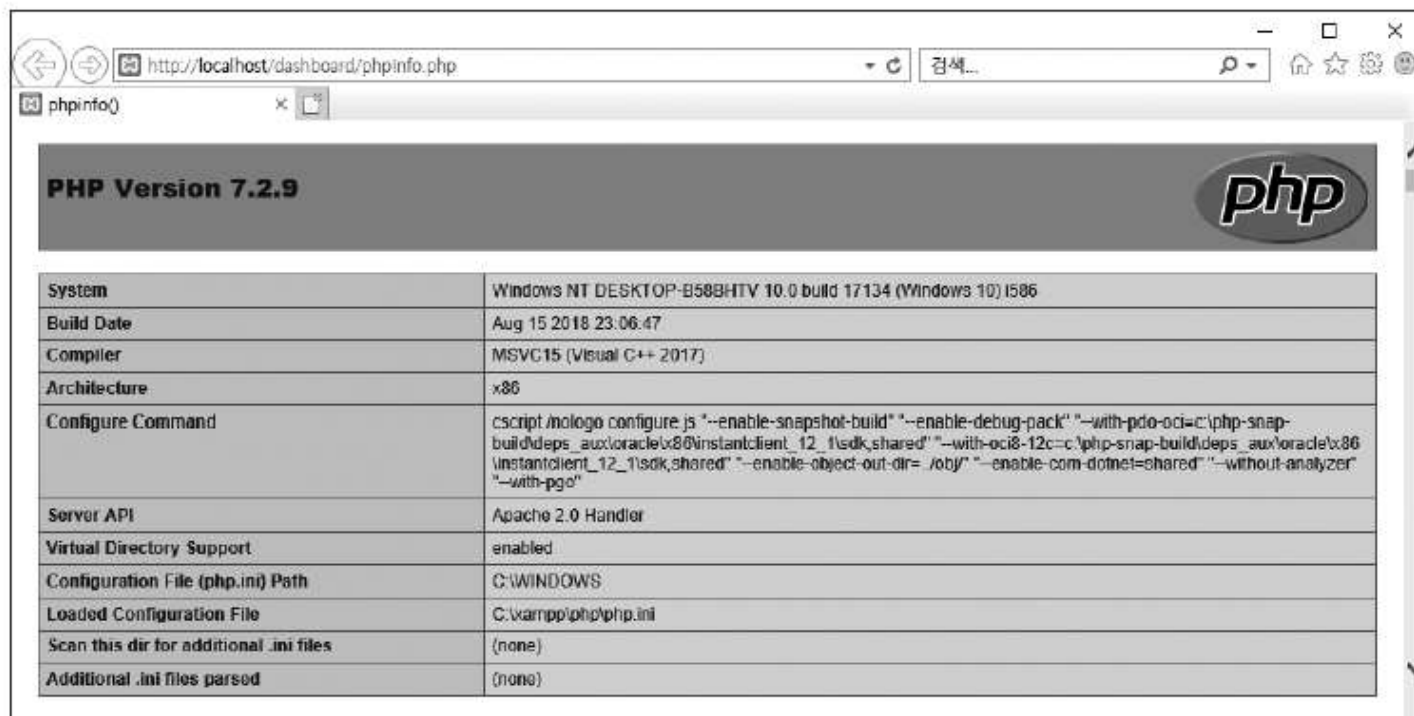 http://localhost/dashboard/phpinfo.php
검색...
phpinfo()
PHP Version 7.2.9
php
System Windows NT DESKTOP-B58BHTV 10.0 build 17134 (Windows 10) i586
Build Date Aug 15 2018 23:06:47
Compiler MSVC15 (Visual C++ 2017)
Architecture x86
Configure Command cscript /nologo configure.js "--enable-snapshot-build" "--enable-debug-pack" "--with-pdo-oci=c:\php-snap-
build\deps_aux\oracle\x86\instantclient_12_1\sdk,shared" "--with-oci8-12c=c:\php-snap-build\deps_aux\oracle\x86
\instantclient_12_1\sdk,shared" "--enable-object-out-dir=../obj/" "--enable-com-dotnet=shared" "--without-analyzer"
"--with-pgo"
Server API Apache 2.0 Handler
Virtual Directory Support enabled
Configuration File (php.ini) Path C:\WINDOWS
Loaded Configuration File C:\xampp\php\php.ini
Scan this dir for additional .ini files (none)
Additional .ini files parsed (none)